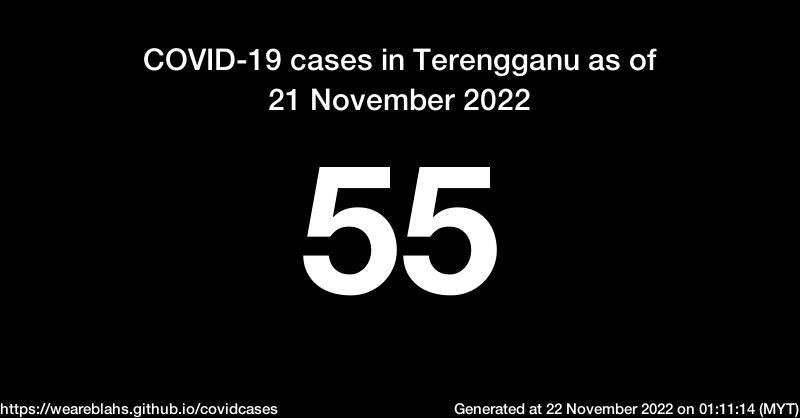 COVID-19 cases in Terengganu as of
21 November 2022
55
https://weareblahs.github.io/covidcases
Generated at 22 November 2022 on 01:11:14 (MYT)